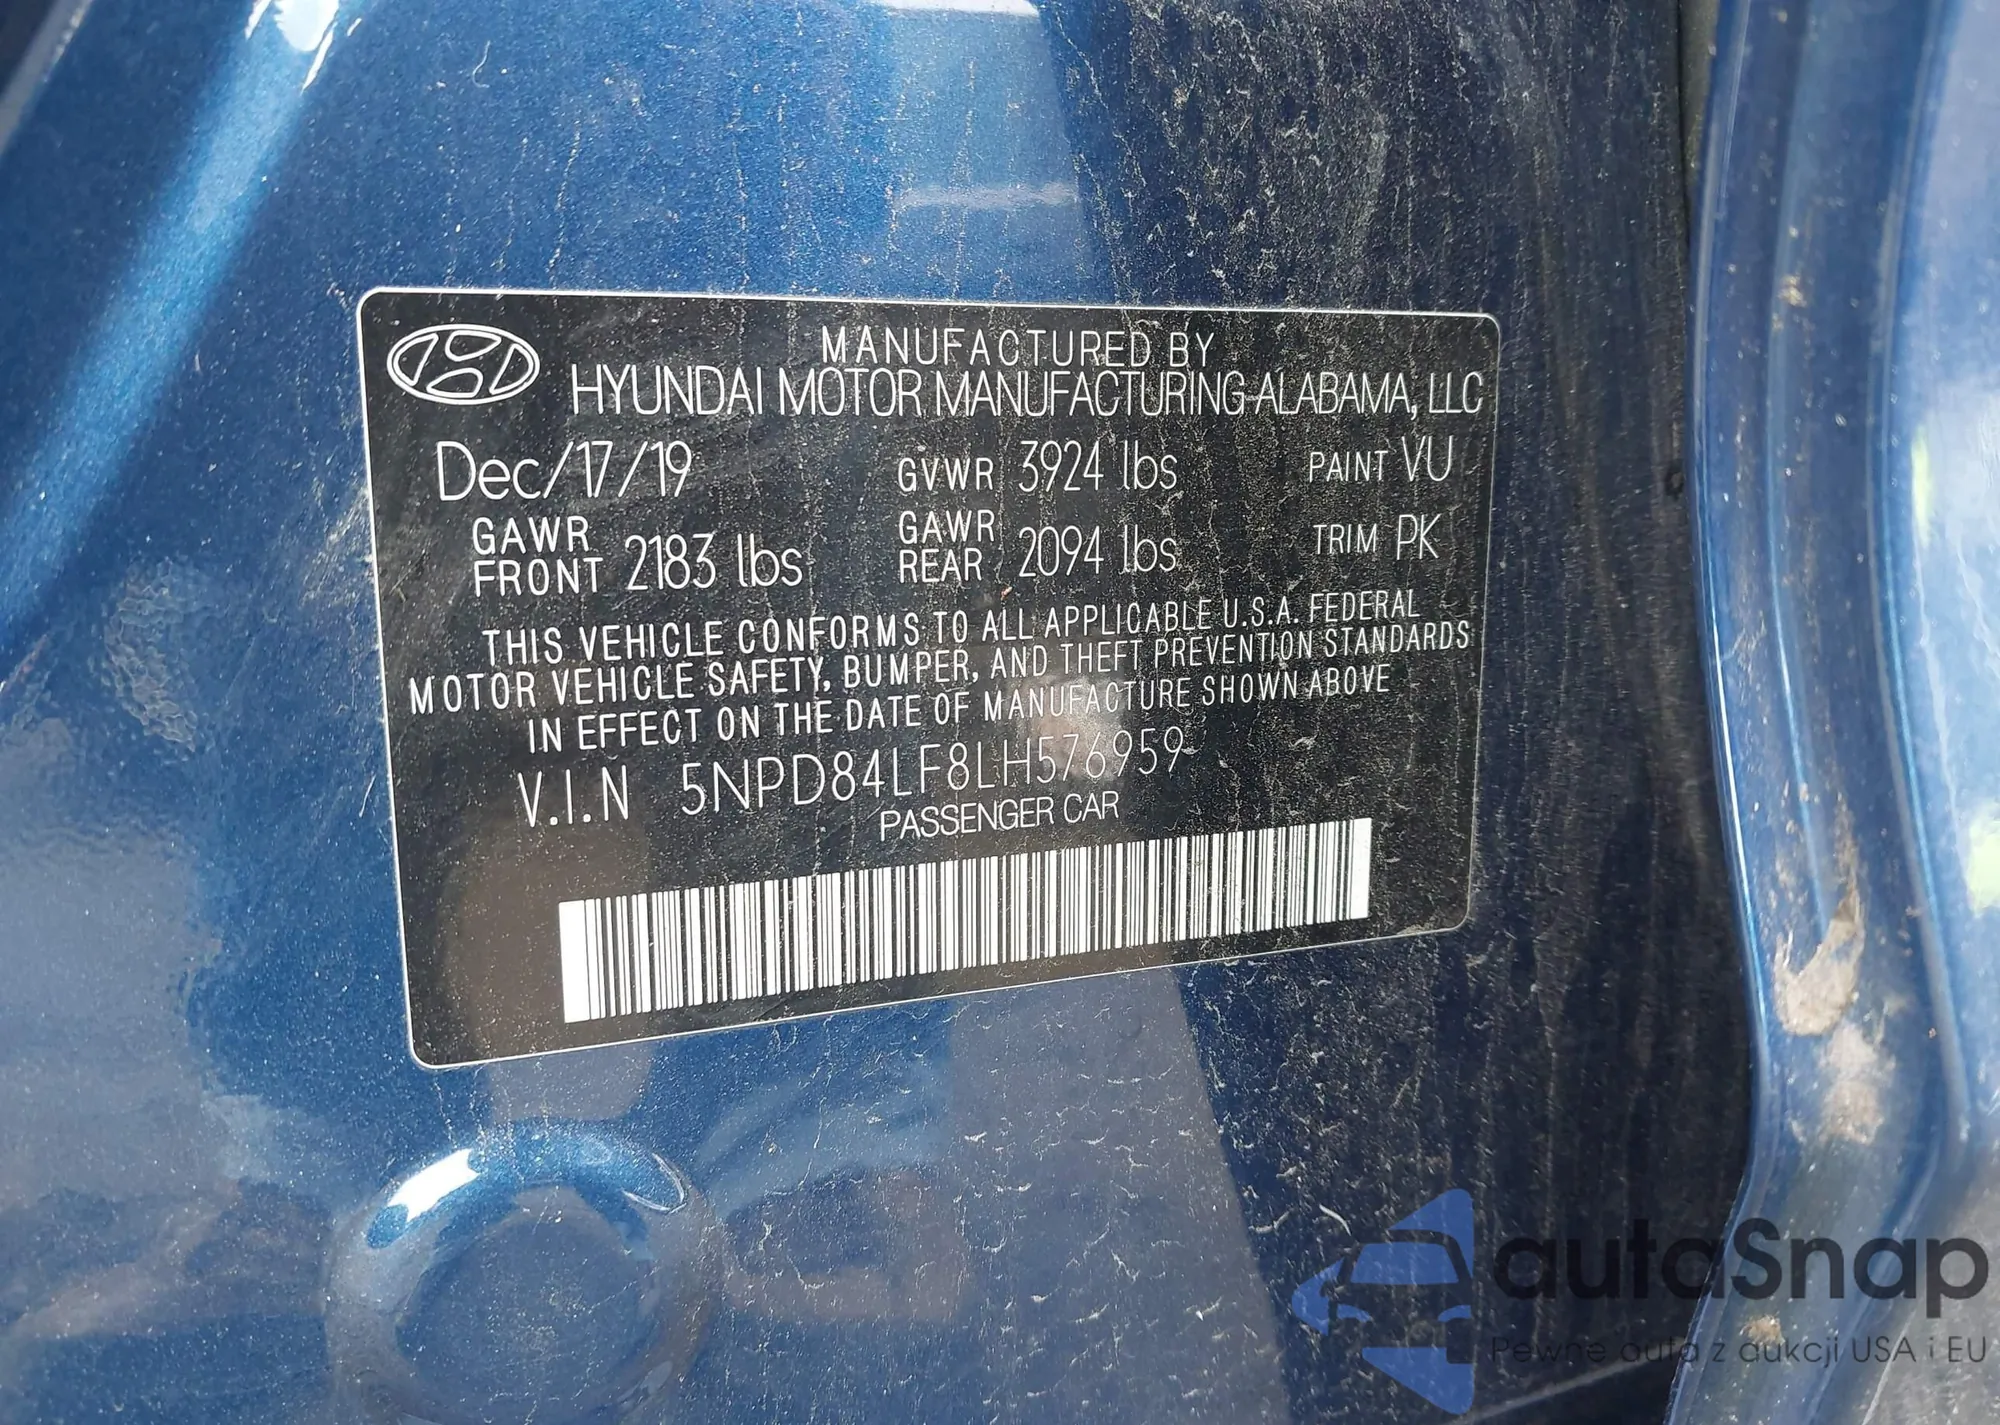 MANUFACTURED BY
HYUNDAI MOTOR MANUFACTURING ALABAMA, LLC
Dec/17/19 GVWR 3924 lbs PAINT VU
GAWR FRONT 2183 lbs GAWR REAR 2094 lbs TRIM PK
THIS VEHICLE CONFORMS TO ALL APPLICABLE U.S.A. FEDERAL
MOTOR VEHICLE SAFETY, BUMPER, AND THEFT PREVENTION STANDARDS
IN EFFECT ON THE DATE OF MANUFACTURE SHOWN ABOVE
V.I.N 5NPD84LF8LH576959
PASSENGER CAR
autaSnap
Pewne auta z aukcji USA i EU